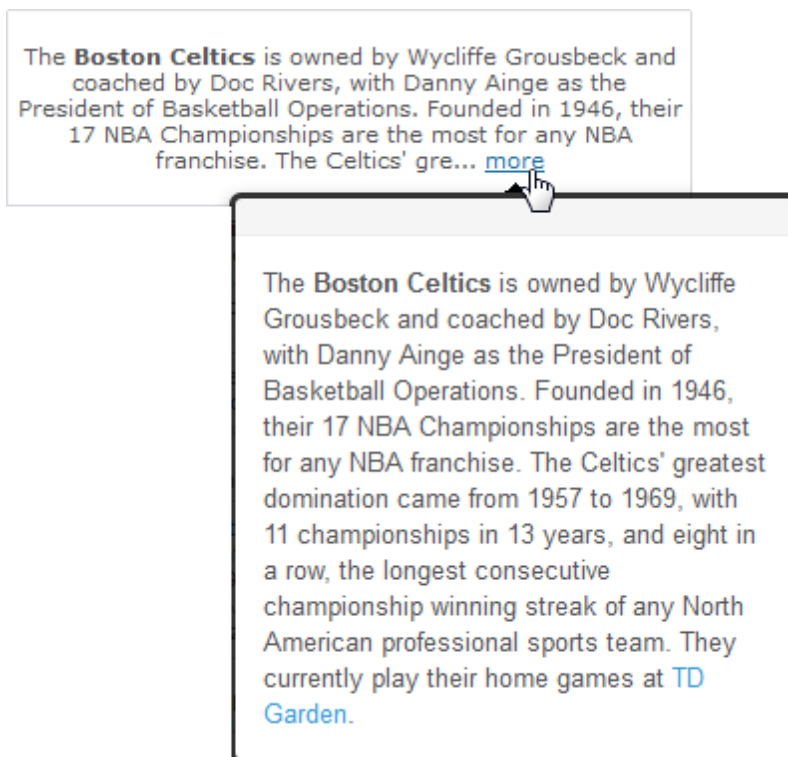 The Boston Celtics is owned by Wycliffe Grousbeck and
coached by Doc Rivers, with Danny Ainge as the
President of Basketball Operations. Founded in 1946, their
17 NBA Championships are the most for any NBA
franchise. The Celtics' gre... more
The Boston Celtics is owned by Wycliffe
Grousbeck and coached by Doc Rivers,
with Danny Ainge as the President of
Basketball Operations. Founded in 1946,
their 17 NBA Championships are the most
for any NBA franchise. The Celtics' greatest
domination came from 1957 to 1969, with
11 championships in 13 years, and eight in
a row, the longest consecutive
championship winning streak of any North
American professional sports team. They
currently play their home games at TD
Garden.